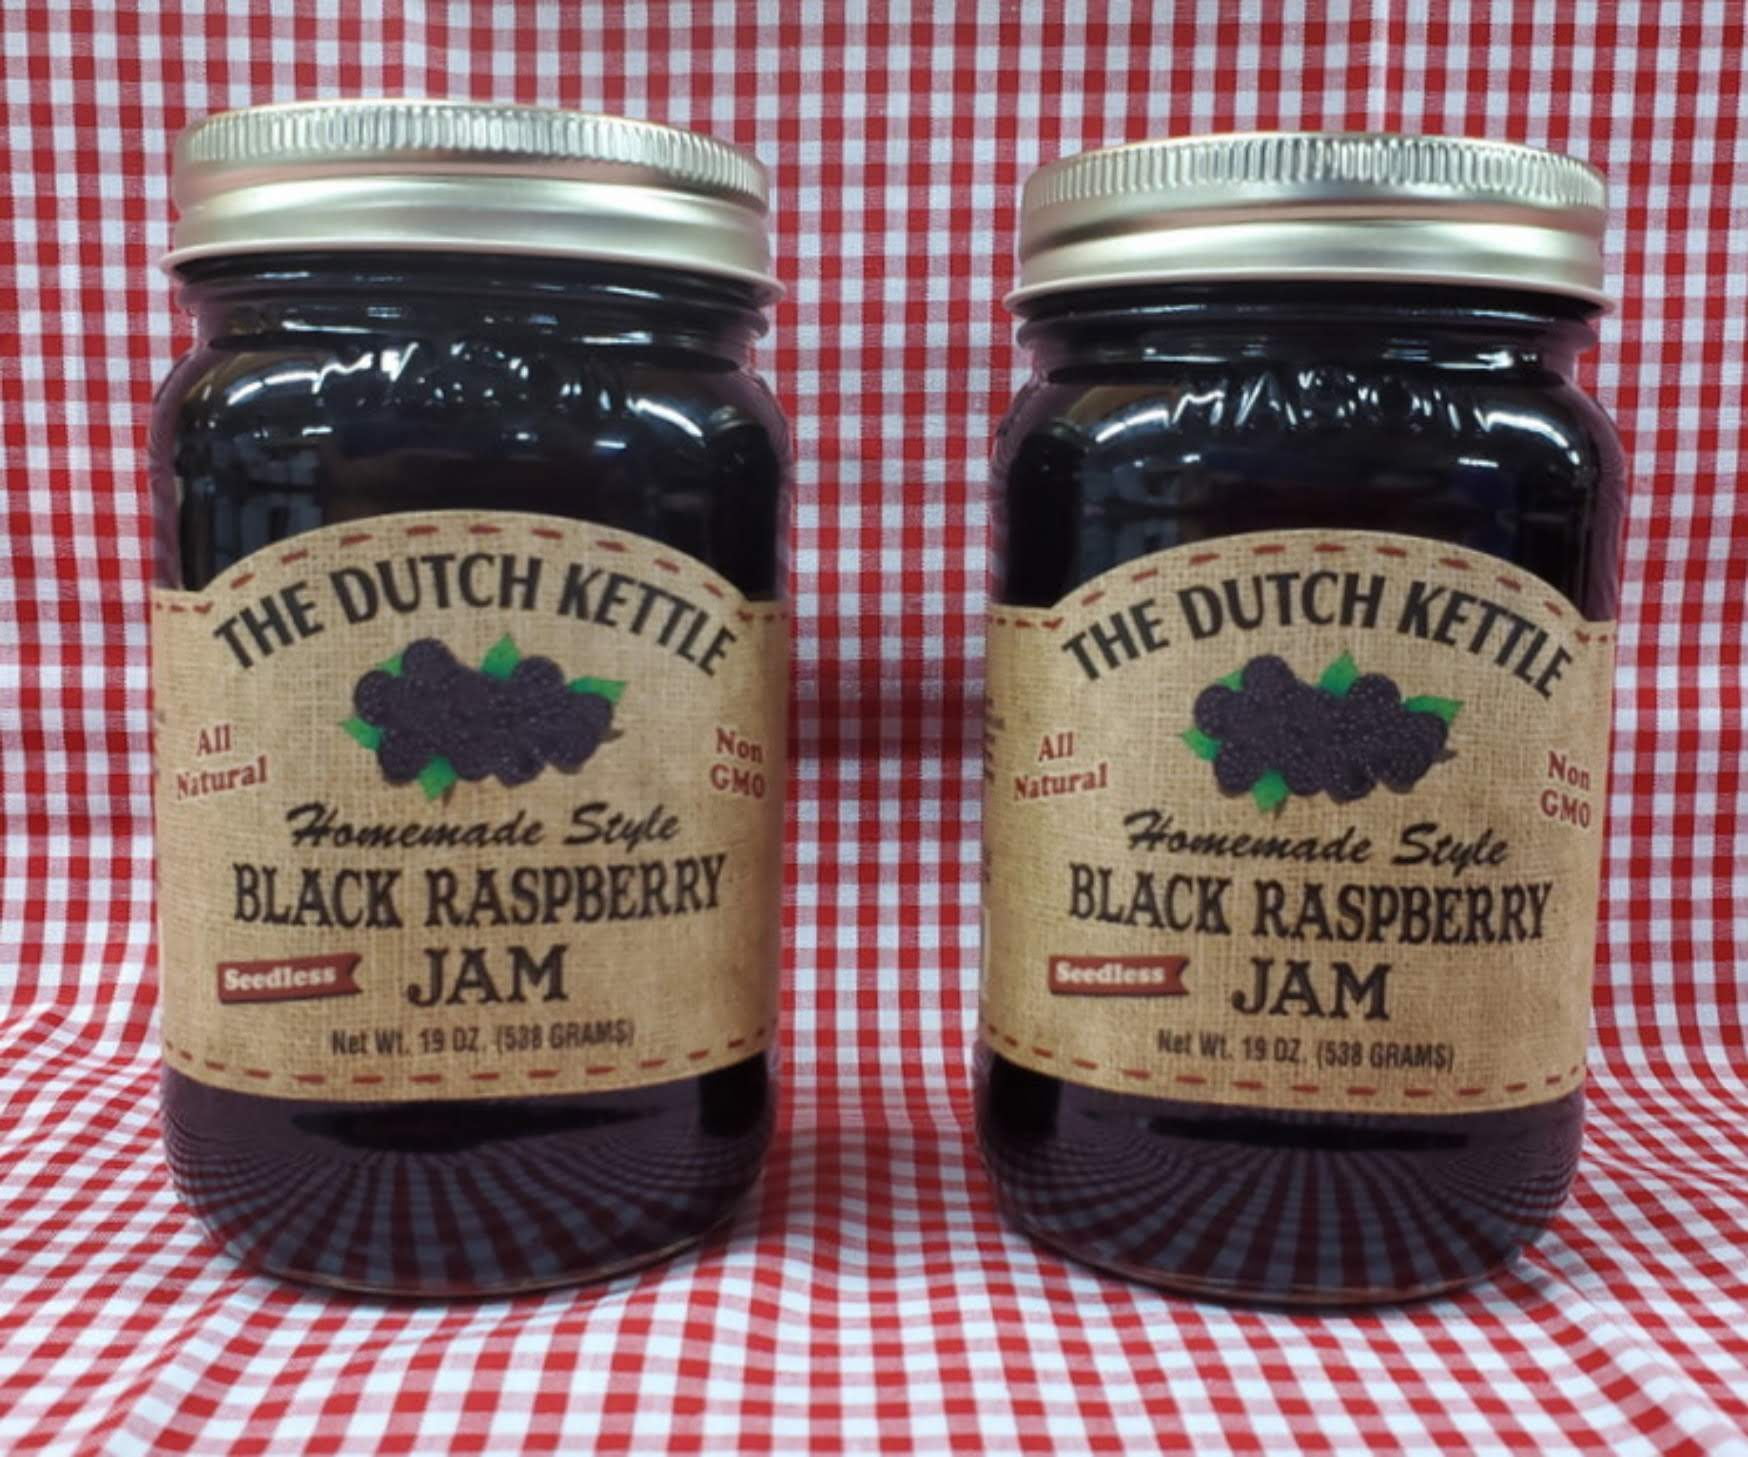 THE DUTCH KETTLE
All
Natural
Non
GMO
Homemade Style
BLACK RASPBERRY
Seedless
JAM
Net Wt. 19 OZ. (538 GRAMS)
THE DUTCH KETTLE
All
Natural
Non
GMO
Homemade Style
BLACK RASPBERRY
Seedless
JAM
Net Wt. 19 OZ. (538 GRAMS)